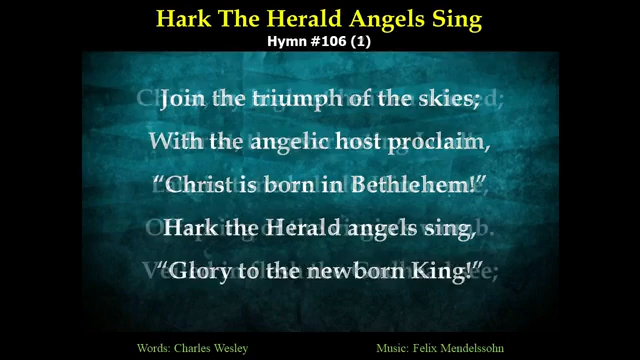 Hark The Herald Angels Sing
Hymn #106 (1)
Join the triumph of the skies;
With the angelic host proclaim,
“Christ is born in Bethlehem!”
Hark the Herald angels sing,
“Glory to the newborn King!”
Words: Charles Wesley
Music: Felix Mendelssohn